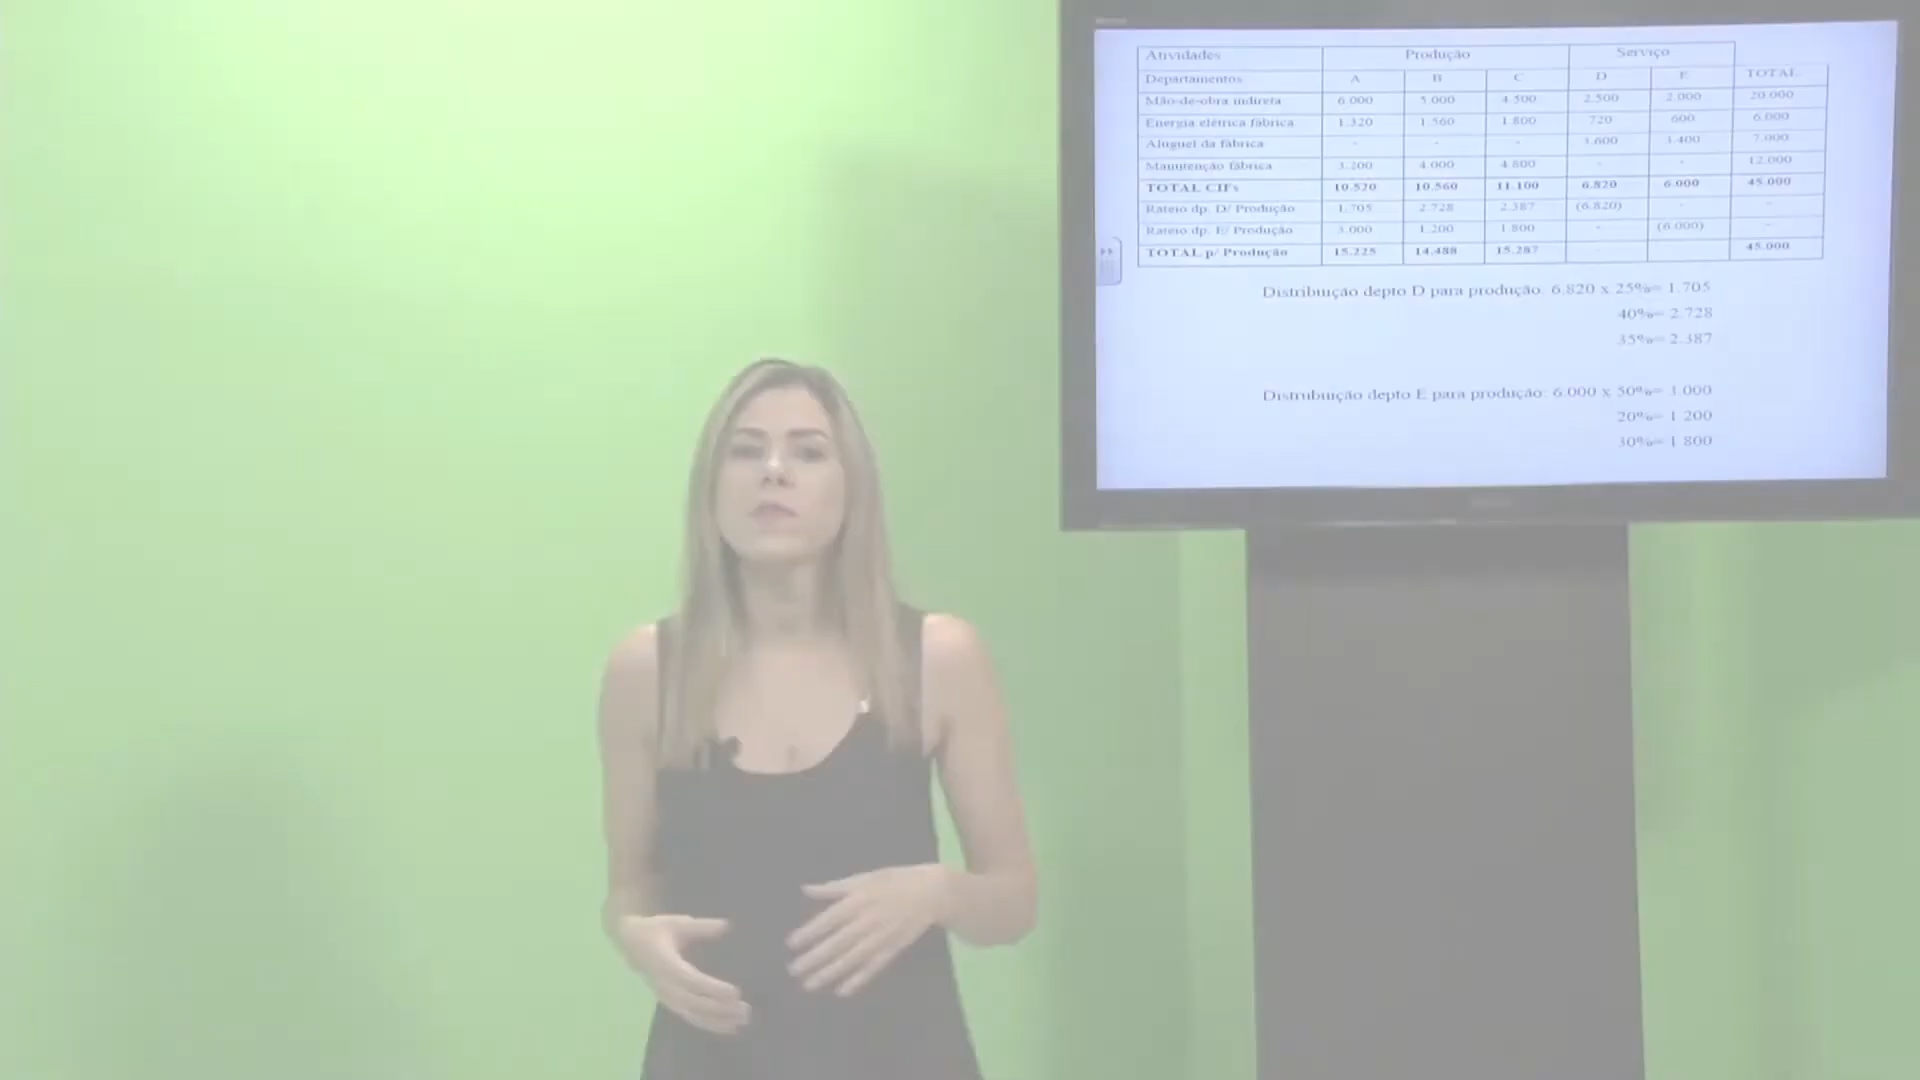 Atividades Produção Serviço
Departamentos A B C D E TOTAL
Mão-de-obra indireta 6.000 5.000 4.500 2.500 2.000 20.000
Energia elétrica fábrica 1.320 1.560 1.800 720 600 6.000
Aluguel da fábrica - - - 3.600 3.400 7.000
Manutenção fábrica 3.200 4.000 4.800 - - 12.000
TOTAL CIFs 10.520 10.560 11.100 6.820 6.000 45.000
Rateio dp. D/ Produção 1.705 2.728 2.387 (6.820) - -
Rateio dp. E/ Produção 3.000 1.200 1.800 - (6.000) -
TOTAL p/ Produção 15.225 14.488 15.287 45.000
Distribuição depto D para produção: 6.820 x 25%= 1.705
40%= 2.728
35%= 2.387
Distrubuição depto E para produção: 6.000 x 50%= 3.000
20%= 1.200
30%= 1.800